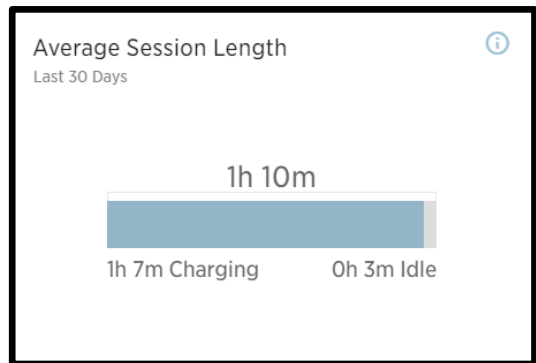 Average Session Length
Last 30 Days
1h 10m
1h 7m Charging 0h 3m Idle